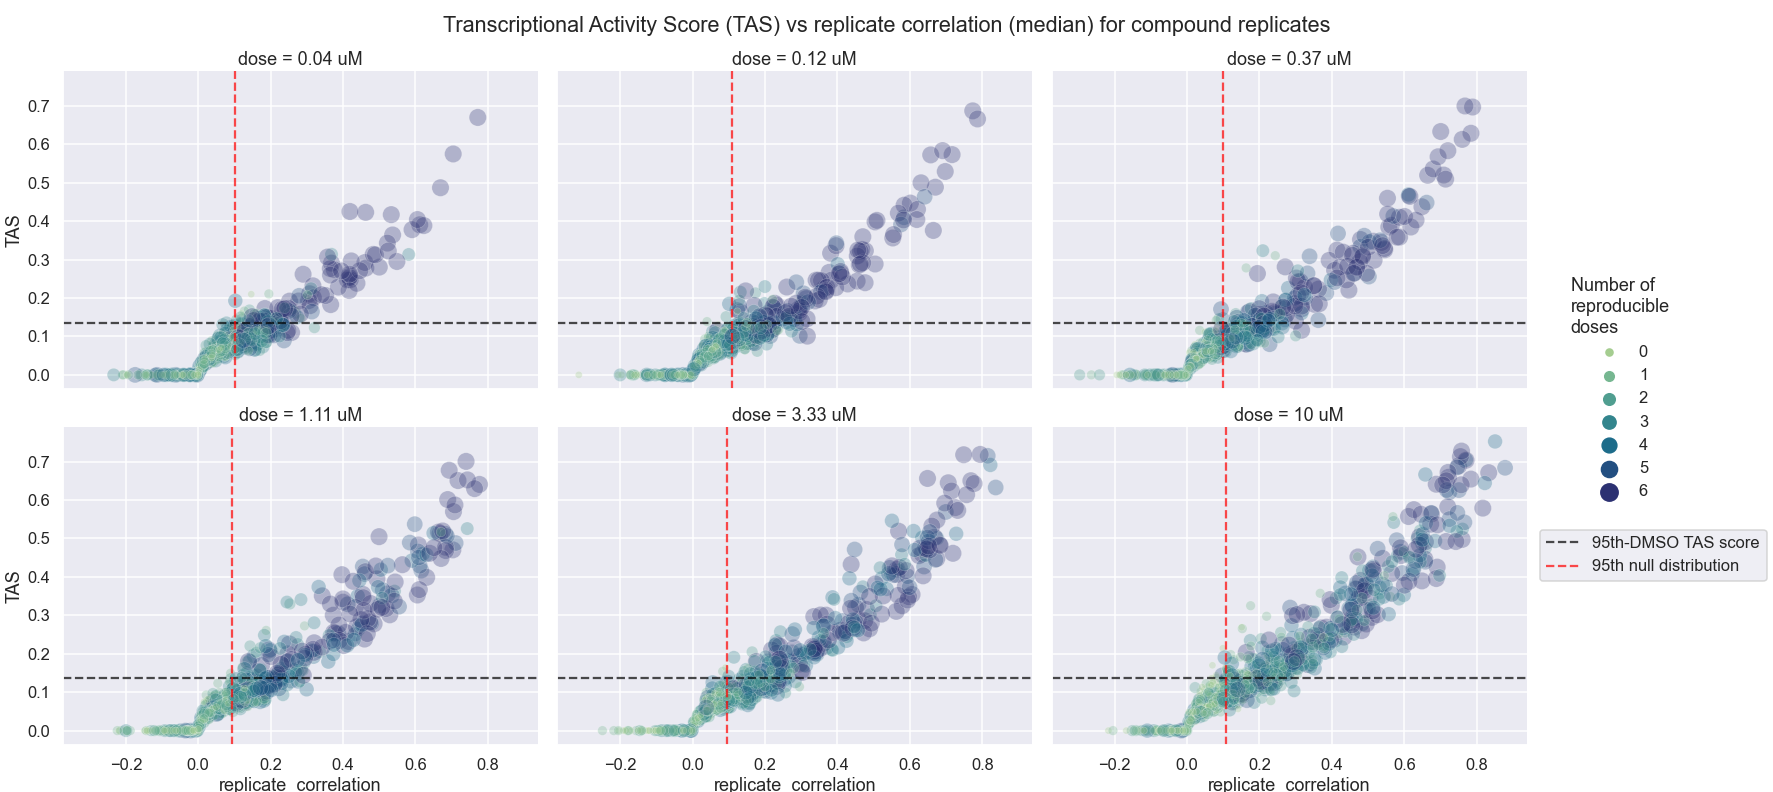 Transcriptional Activity Score (TAS) vs replicate correlation (median) for compound replicates
dose = 0.04 uM
dose = 0.12 uM
dose = 0.37 uM
TAS
0.7
0.6
0.5
0.4
0.3
0.2
0.1
0.0
dose = 1.11 uM
dose = 3.33 uM
dose = 10 uM
TAS
0.7
0.6
0.5
0.4
0.3
0.2
0.1
0.0
−0.2 0.0 0.2 0.4 0.6 0.8
replicate_correlation
−0.2 0.0 0.2 0.4 0.6 0.8
replicate_correlation
−0.2 0.0 0.2 0.4 0.6 0.8
replicate_correlation
Number of
reproducible
doses
0
1
2
3
4
5
6
95th-DMSO TAS score
95th null distribution